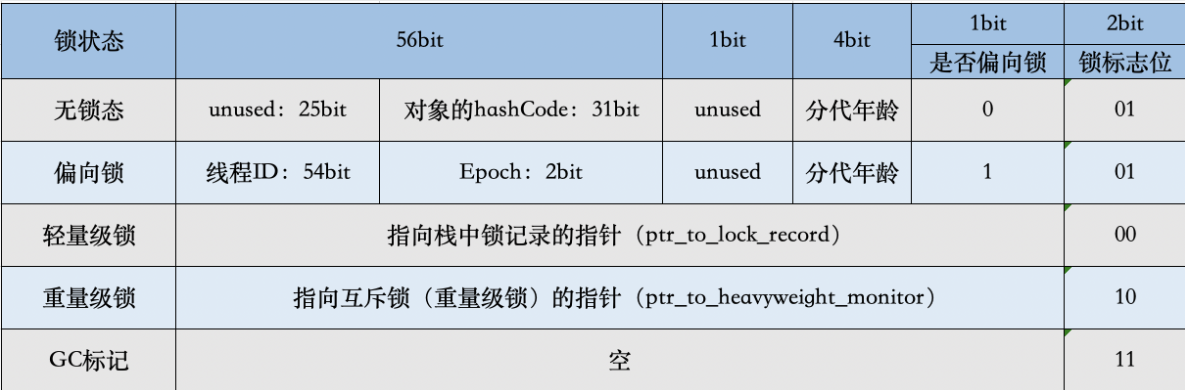 锁状态 56bit 1bit 4bit 1bit 2bit
是否偏向锁 锁标志位
无锁态 unused：25bit 对象的hashCode：31bit unused 分代年龄 0 01
偏向锁 线程ID：54bit Epoch：2bit unused 分代年龄 1 01
轻量级锁 指向栈中锁记录的指针（ptr_to_lock_record） 00
重量级锁 指向互斥锁（重量级锁）的指针（ptr_to_heavyweight_monitor） 10
GC标记 空 11